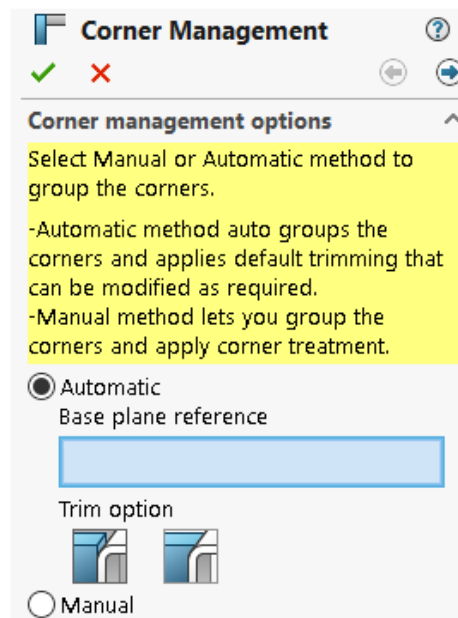 Corner Management
Corner management options
Select Manual or Automatic method to
group the corners.
-Automatic method auto groups the
corners and applies default trimming that
can be modified as required.
-Manual method lets you group the
corners and apply corner treatment.
Automatic
Base plane reference
Trim option
Manual